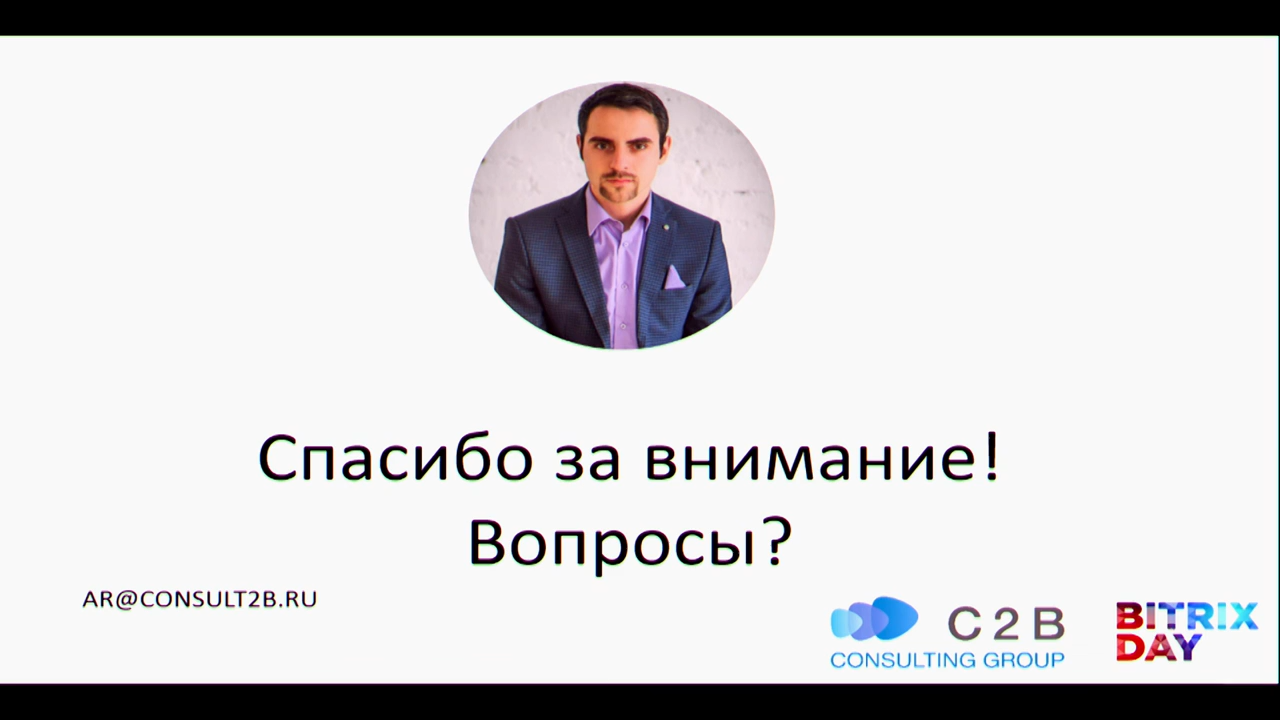 Спасибо за внимание!
Вопросы?
AR@CONSULT2B.RU
C2B
CONSULTING GROUP
BITRIX
DAY